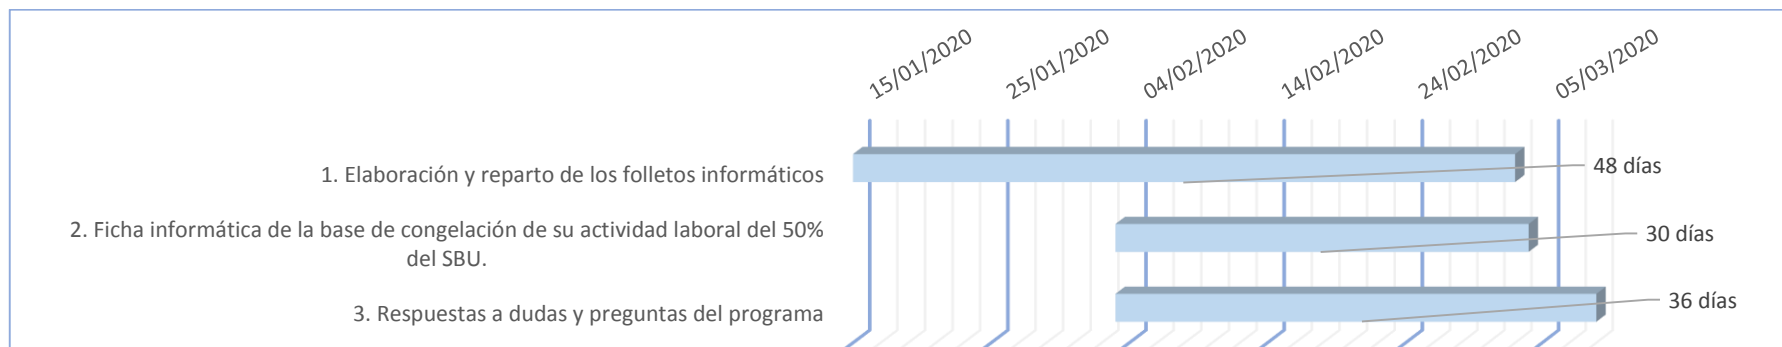 15/01/2020
25/01/2020
04/02/2020
14/02/2020
24/02/2020
05/03/2020
1. Elaboración y reparto de los folletos informáticos
48 días
2. Ficha informática de la base de congelación de su actividad laboral del 50%
del SBU.
30 días
3. Respuestas a dudas y preguntas del programa
36 días